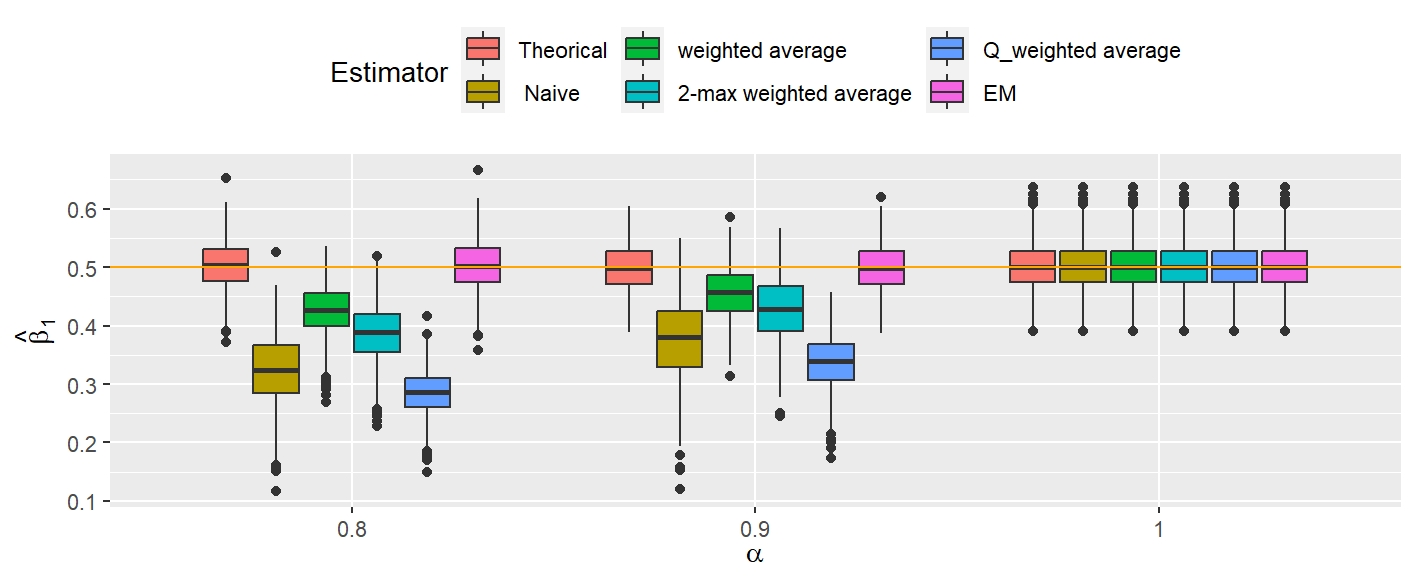 Estimator
Theorical
weighted average
Q_weighted average
Naive
2-max weighted average
EM
0.6
0.5
0.4
0.3
0.2
0.1
β̂1
0.8
0.9
1
α